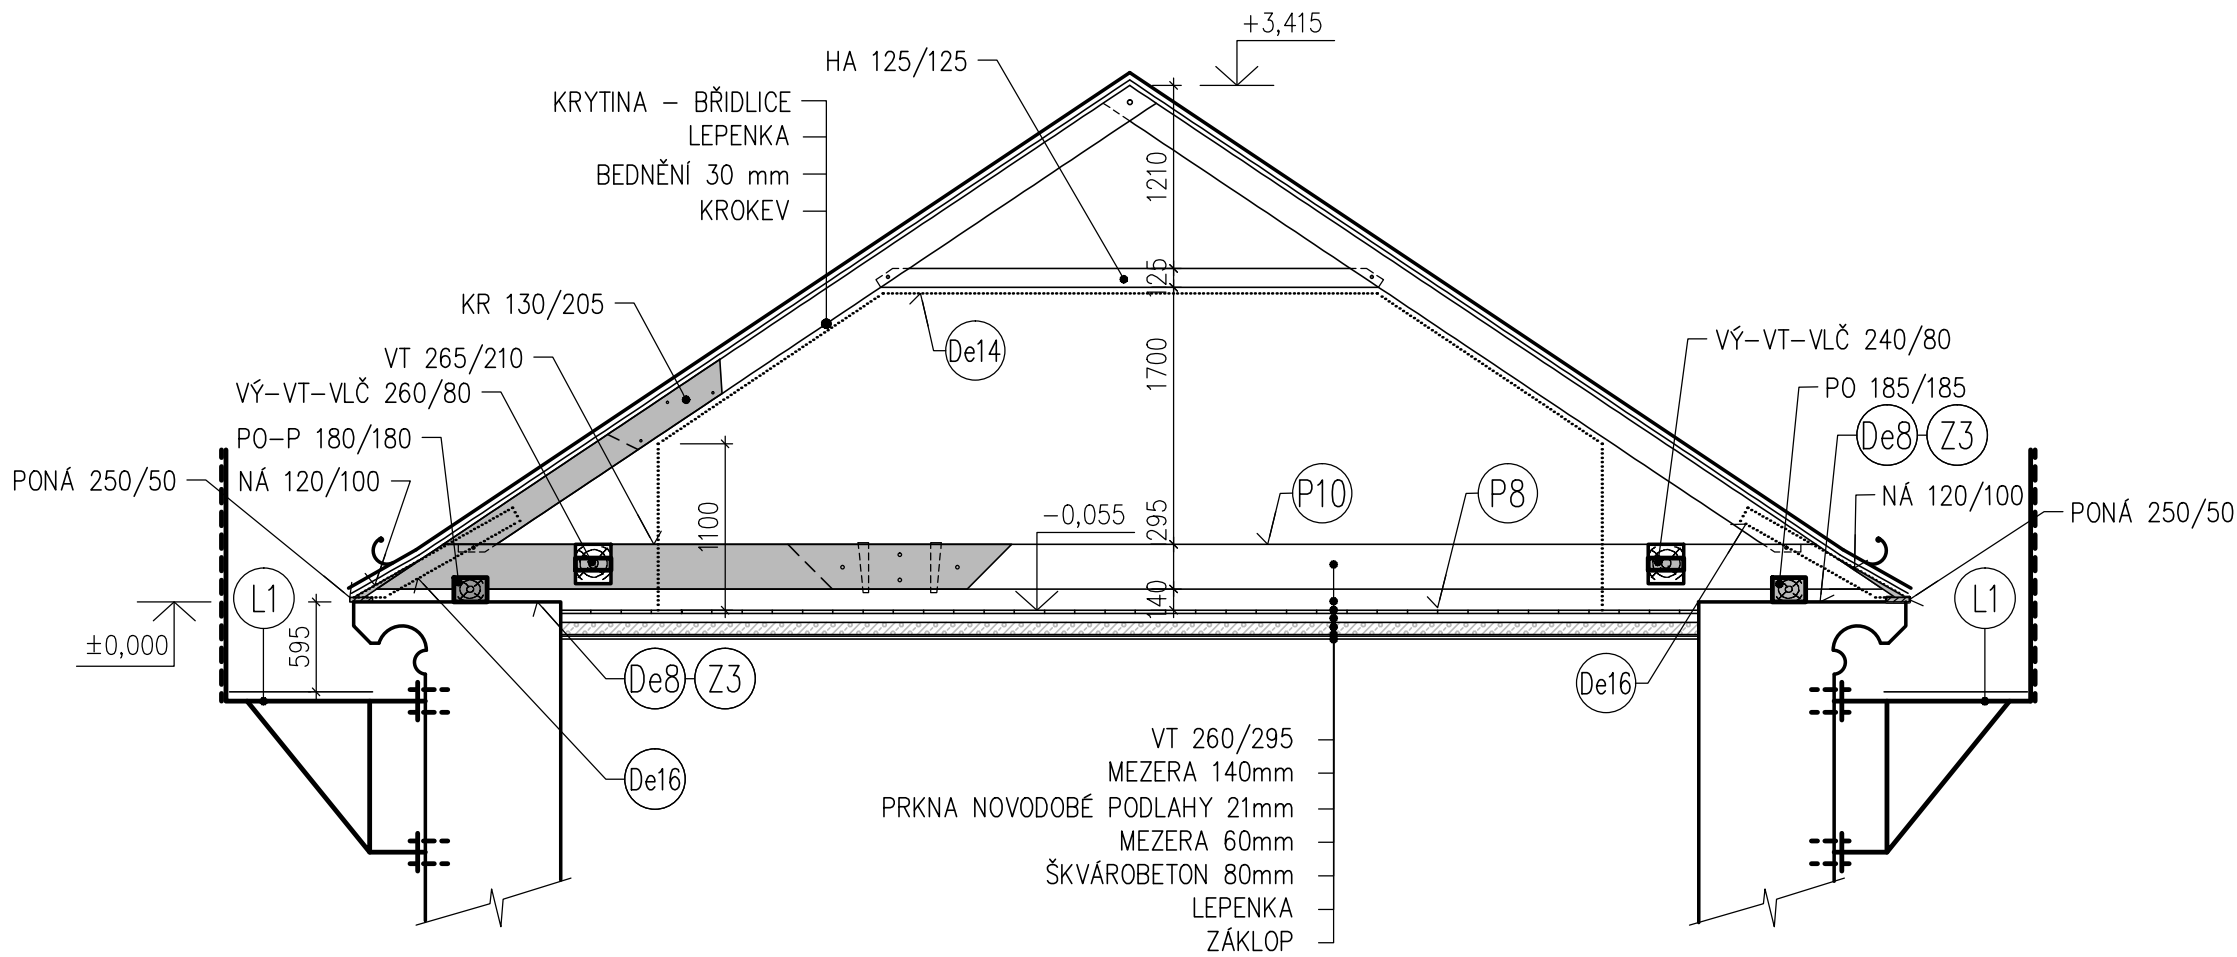 +3,415
HA 125/125
KRYTINA – BŘIDLICE
LEPENKA
BEDNĚNÍ 30 mm
KROKEV
1210
125
KR 130/205
De14
1700
VT 265/210
VÝ–VT–VLČ 260/80
PO–P 180/180
PONÁ 250/50
NÁ 120/100
VÝ–VT–VLČ 240/80
PO 185/185
De8
Z3
NÁ 120/100
PONÁ 250/50
1100
–0,055
295
P10
P8
140
L1
±0,000
595
De8
Z3
De16
L1
De16
VT 260/295
MEZERA 140mm
PRKNA NOVODOBÉ PODLAHY 21mm
MEZERA 60mm
ŠKVÁROBETON 80mm
LEPENKA
ZÁKLOP